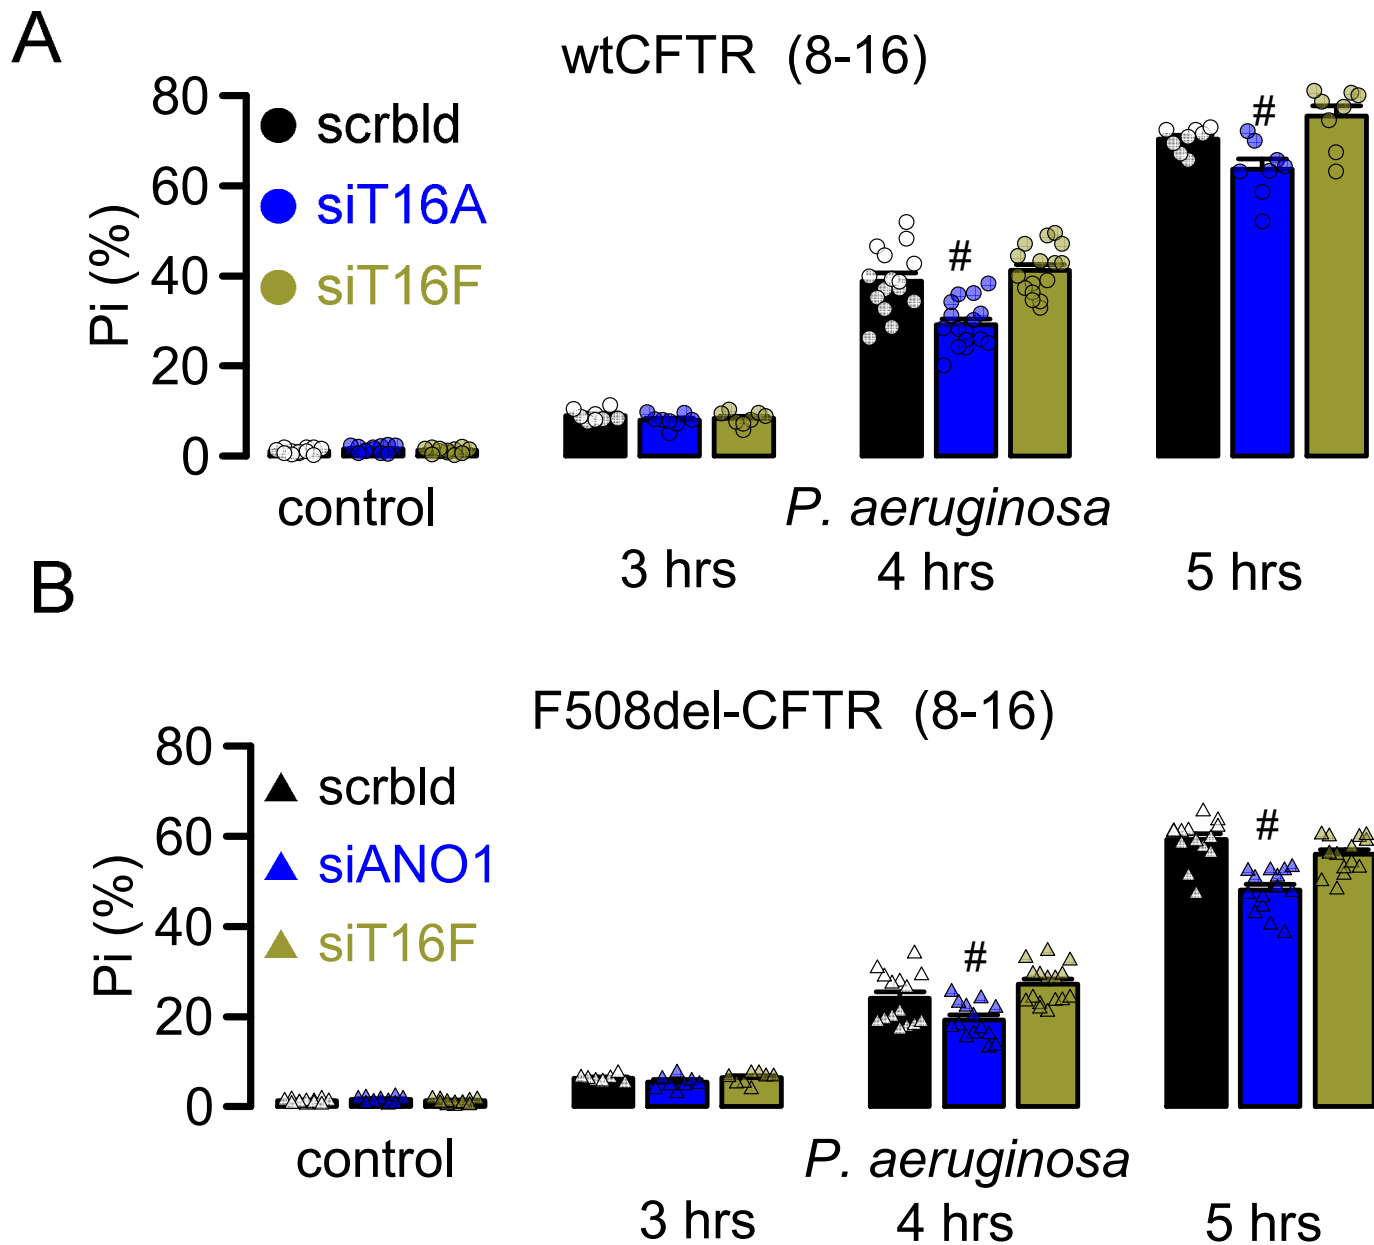 A
wtCFTR (8-16)
80
60
40
20
0
Pi (%)
scrbld
siT16A
siT16F
#
#
control
P. aeruginosa
3 hrs
4 hrs
5 hrs
B
F508del-CFTR (8-16)
80
60
40
20
0
Pi (%)
scrbld
siANO1
siT16F
#
#
control
P. aeruginosa
3 hrs
4 hrs
5 hrs